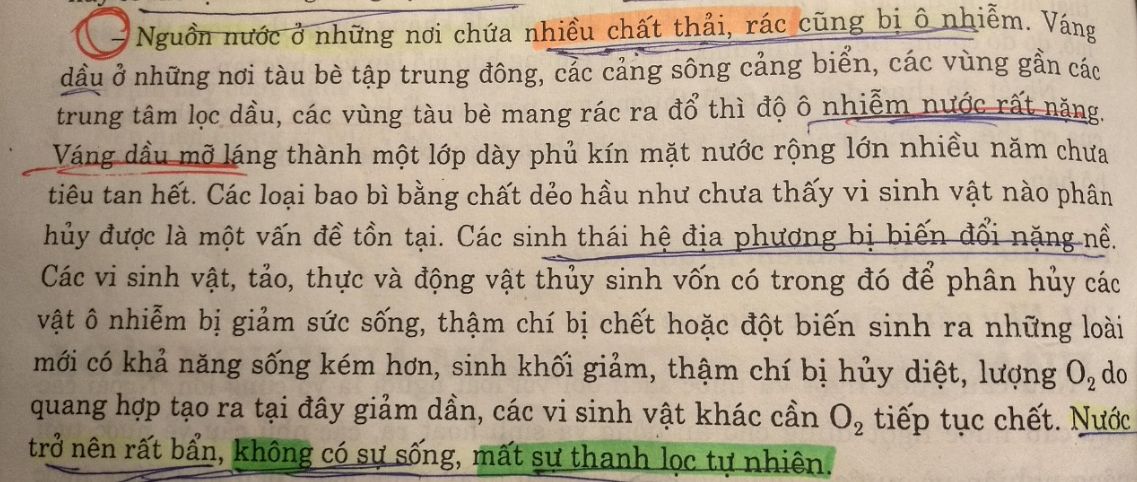 – Nguồn nước ở những nơi chứa nhiều chất thải, rác cũng bị ô nhiễm. Váng
dầu ở những nơi tàu bè tập trung đông, các cảng sông cảng biển, các vùng gần các
trung tâm lọc dầu, các vùng tàu bè mang rác ra đổ thì độ ô nhiễm nước rất nặng.
Váng dầu mỡ láng thành một lớp dày phủ kín mặt nước rộng lớn nhiều năm chưa
tiêu tan hết. Các loại bao bì bằng chất dẻo hầu như chưa thấy vi sinh vật nào phân
hủy được là một vấn đề tồn tại. Các sinh thái hệ địa phương bị biến đổi nặng nề.
Các vi sinh vật, tảo, thực và động vật thủy sinh vốn có trong đó để phân hủy các
vật ô nhiễm bị giảm sức sống, thậm chí bị chết hoặc đột biến sinh ra những loài
mới có khả năng sống kém hơn, sinh khối giảm, thậm chí bị hủy diệt, lượng O₂ do
quang hợp tạo ra tại đây giảm dần, các vi sinh vật khác cần O₂ tiếp tục chết. Nước
trở nên rất bẩn, không có sự sống, mất sự thanh lọc tự nhiên.